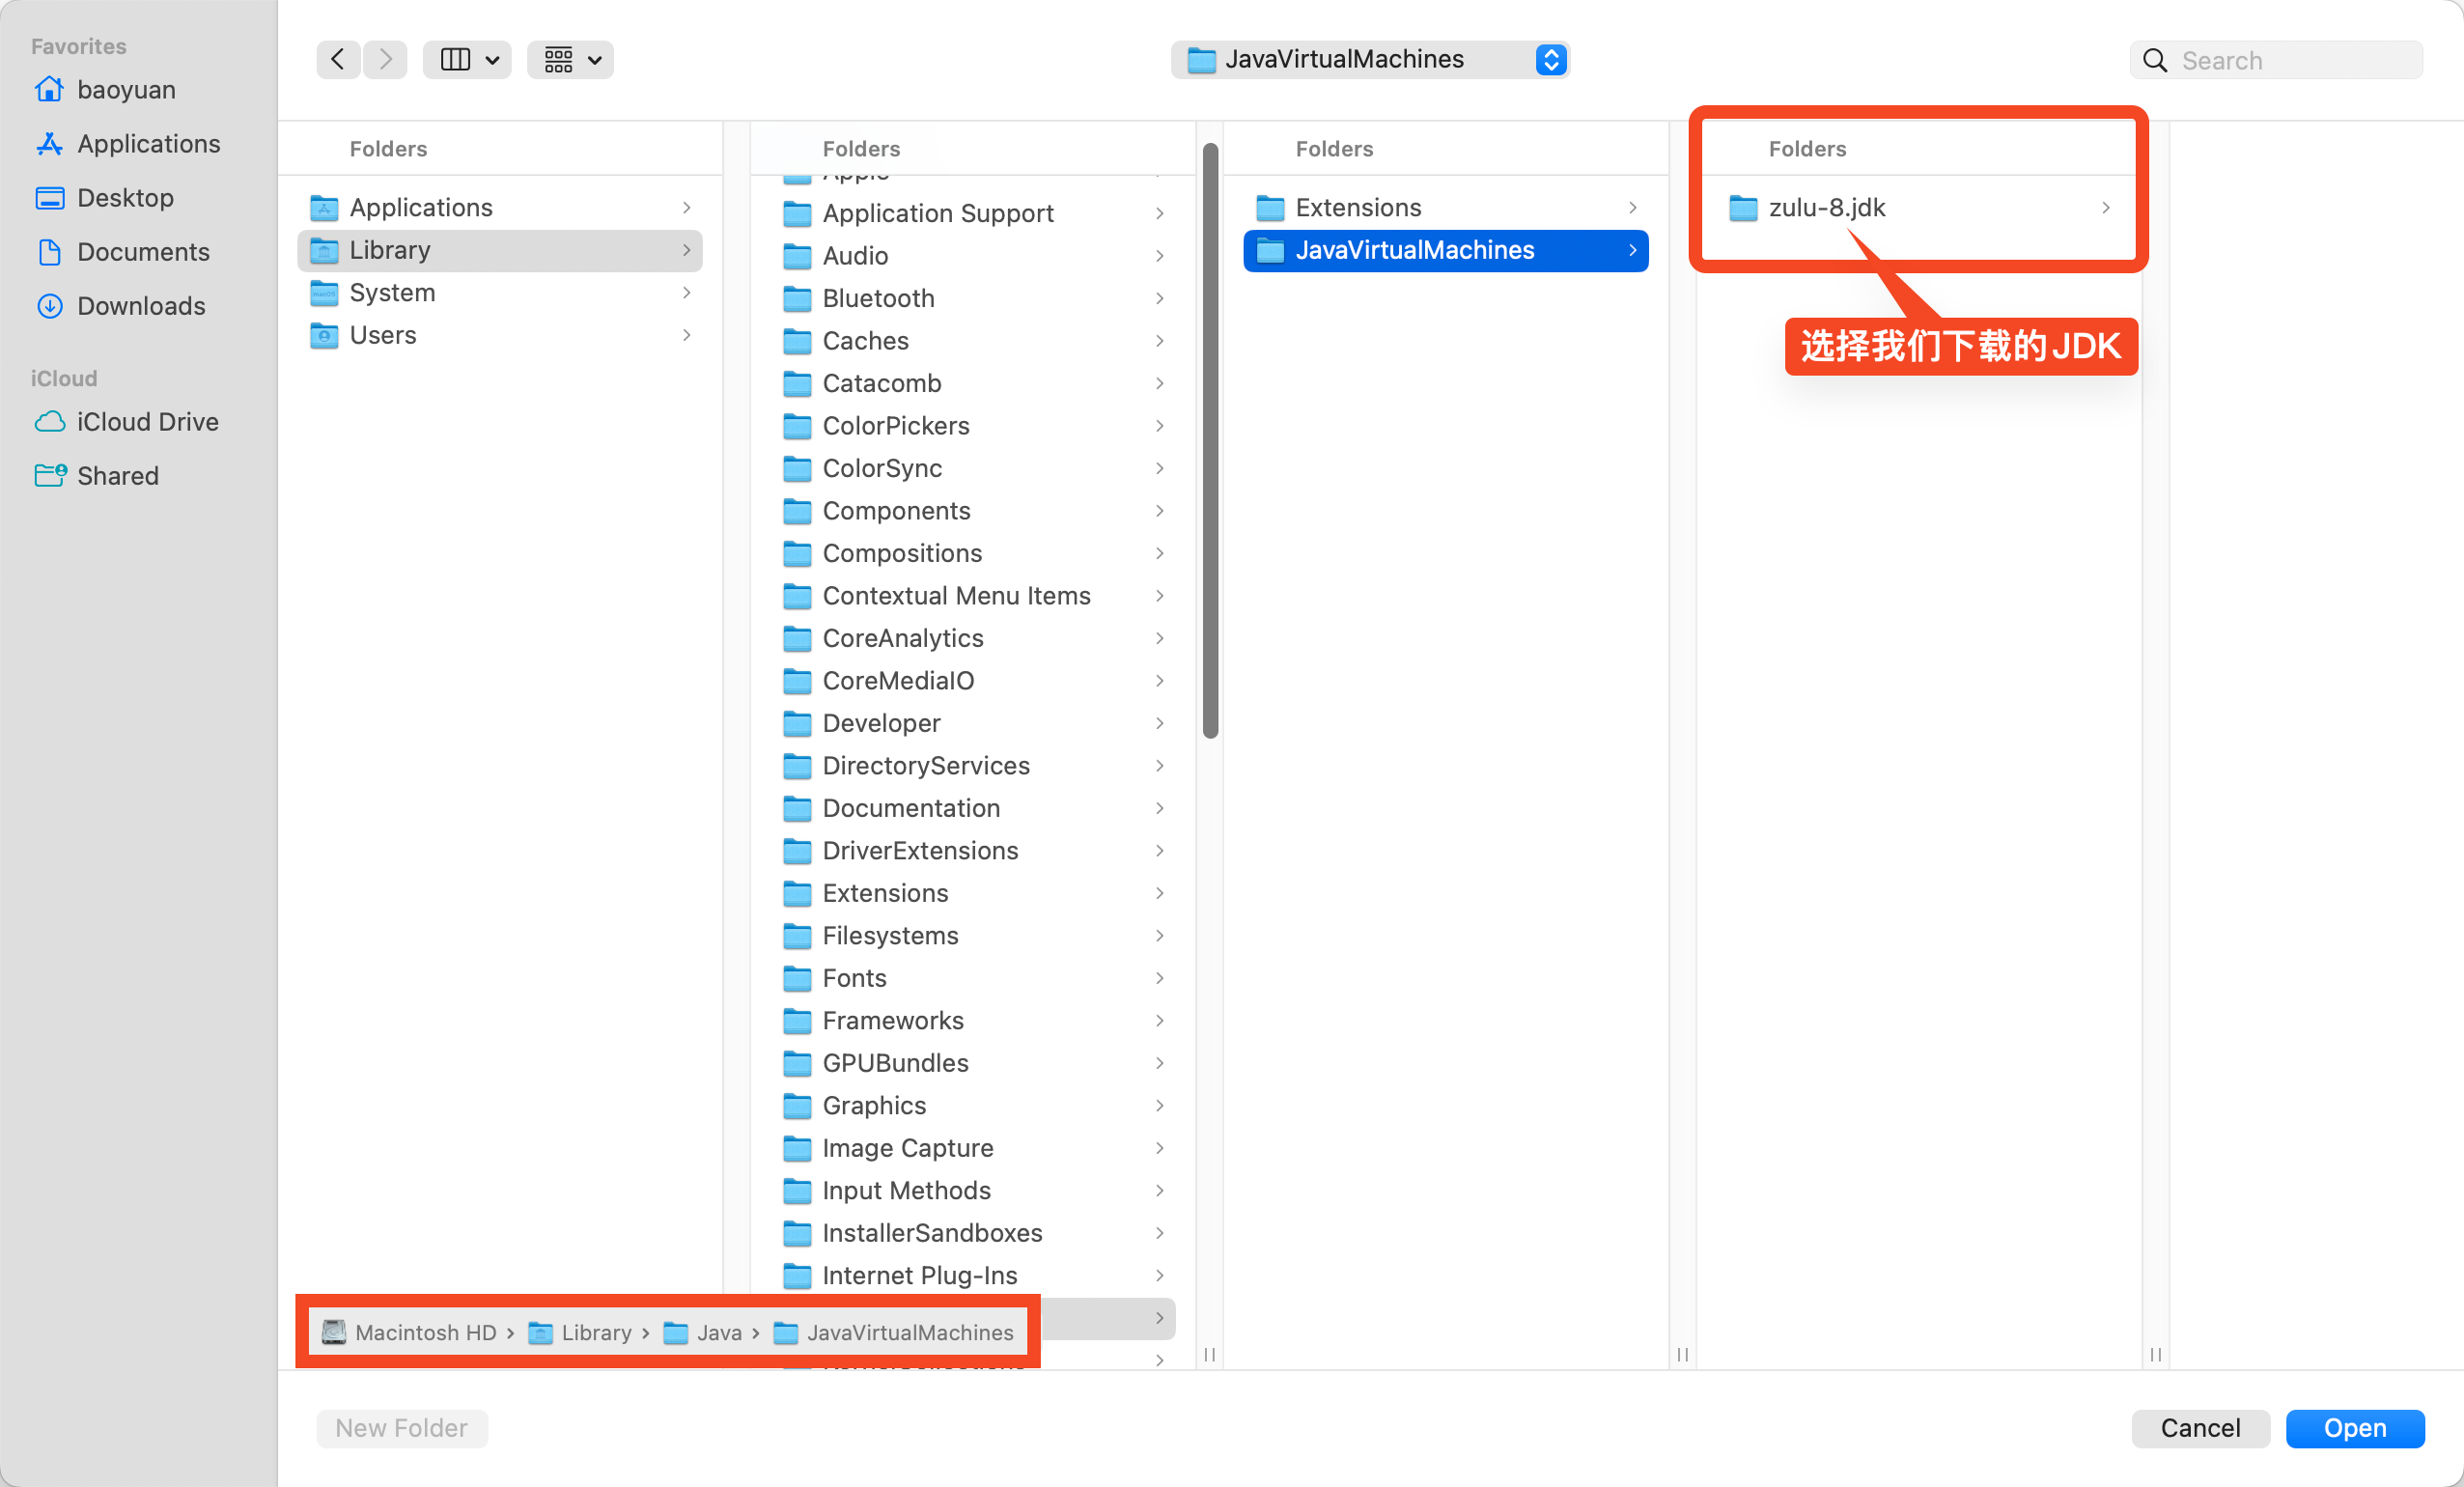 Favorites
baoyuan
Applications
Desktop
Documents
Downloads
iCloud
iCloud Drive
Shared
JavaVirtualMachines
Search
Folders
Applications
Library
System
Users
Folders
Apple
Application Support
Audio
Bluetooth
Caches
Catacomb
ColorPickers
ColorSync
Components
Compositions
Contextual Menu Items
CoreAnalytics
CoreMediaIO
Developer
DirectoryServices
Documentation
DriverExtensions
Extensions
Filesystems
Fonts
Frameworks
GPUBundles
Graphics
Image Capture
Input Methods
InstallerSandboxes
Internet Plug-Ins
Folders
Extensions
JavaVirtualMachines
Folders
zulu-8.jdk
选择我们下载的JDK
Macintosh HD › Library › Java › JavaVirtualMachines
New Folder
Cancel
Open